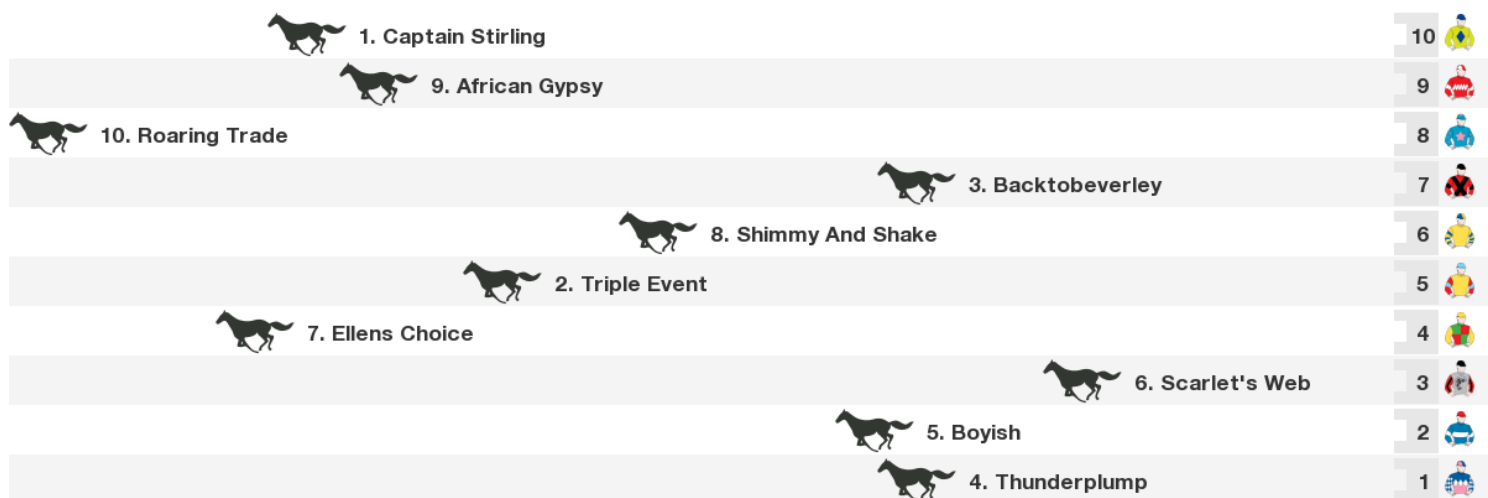 1. Captain Stirling 10
9. African Gypsy 9
10. Roaring Trade 8
3. Backtobeverley 7
8. Shimmy And Shake 6
2. Triple Event 5
7. Ellens Choice 4
6. Scarlet's Web 3
5. Boyish 2
4. Thunderplump 1